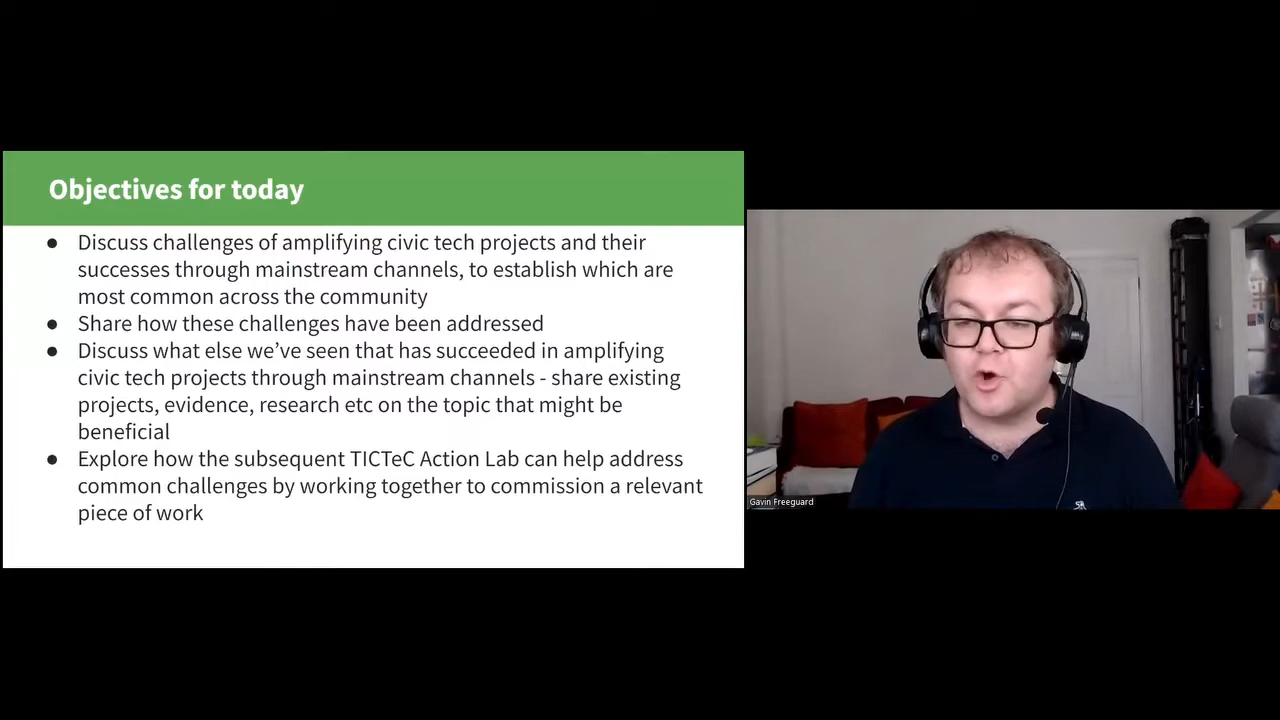 Objectives for today
● Discuss challenges of amplifying civic tech projects and their
successes through mainstream channels, to establish which are
most common across the community
● Share how these challenges have been addressed
● Discuss what else we’ve seen that has succeeded in amplifying
civic tech projects through mainstream channels - share existing
projects, evidence, research etc on the topic that might be
beneficial
● Explore how the subsequent TICTeC Action Lab can help address
common challenges by working together to commission a relevant
piece of work
Gavin Freeguard